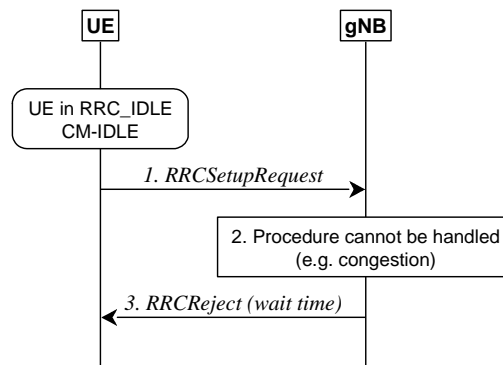 UE
gNB
UE in RRC_IDLE
CM-IDLE
1. RRCSetupRequest
2. Procedure cannot be handled
(e.g. congestion)
3. RRCReject (wait time)